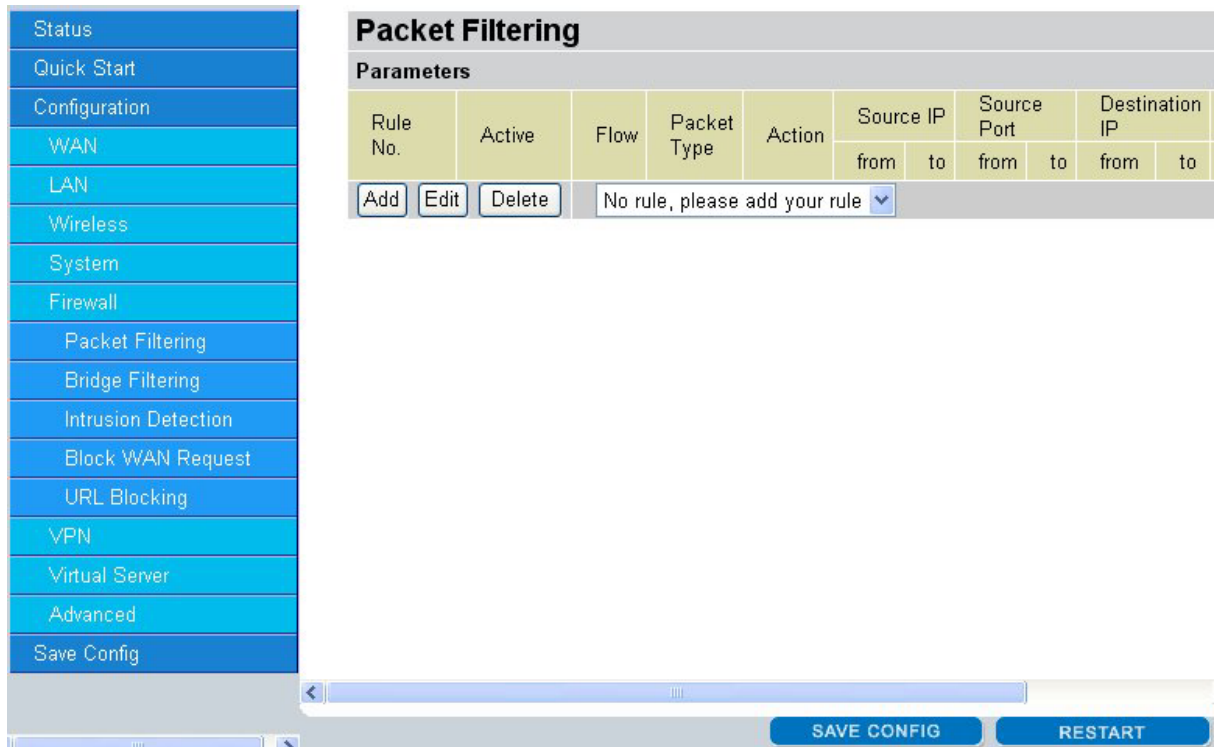 Status
Quick Start
Configuration
WAN
LAN
Wireless
System
Firewall
Packet Filtering
Bridge Filtering
Intrusion Detection
Block WAN Request
URL Blocking
VPN
Virtual Server
Advanced
Save Config
Packet Filtering
Parameters
Rule No. Active Flow Packet Type Action Source IP Source Port Destination IP
from to from to from to
Add Edit Delete No rule, please add your rule
SAVE CONFIG RESTART